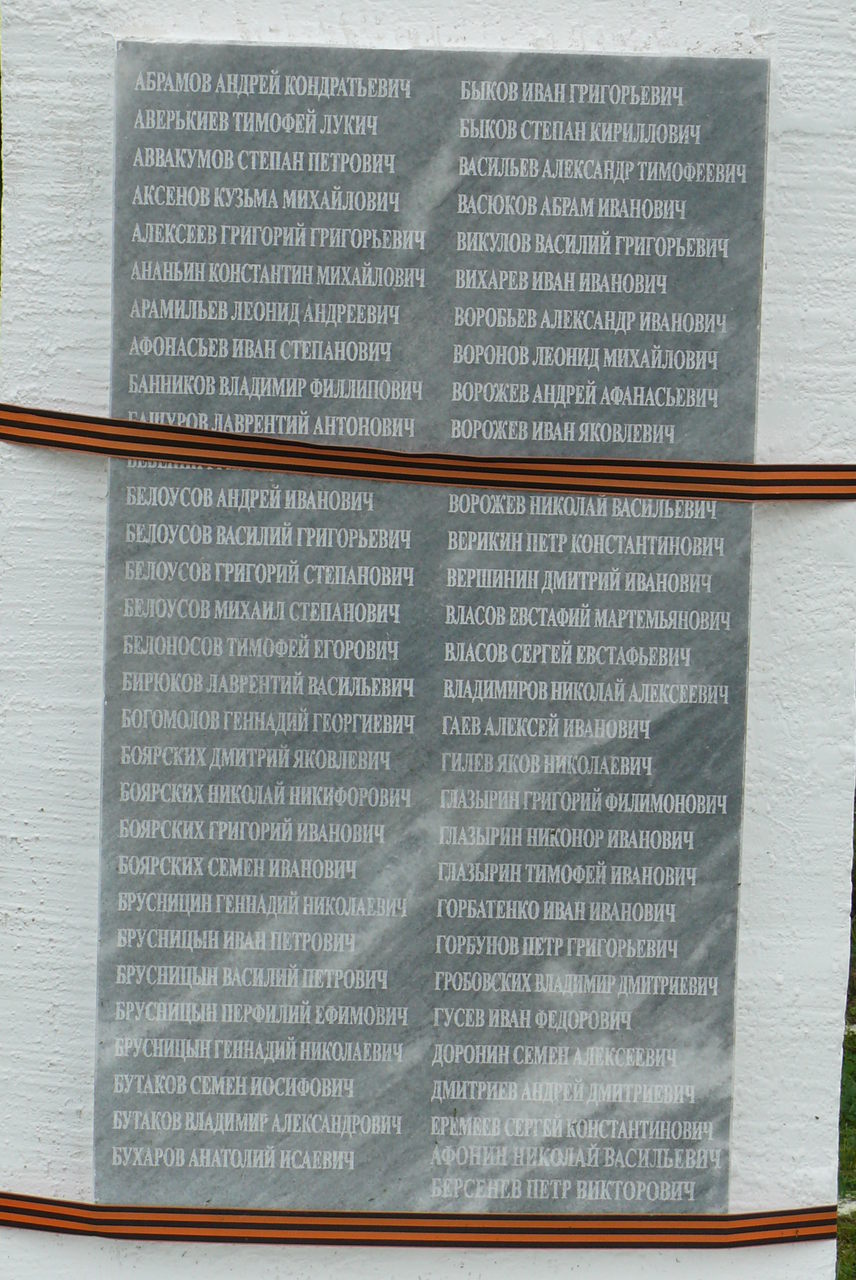 АБРАМОВ АНДРЕЙ КОНДРАТЬЕВИЧ
АВЕРЬКИЕВ ТИМОФЕЙ ЛУКИЧ
АВВАКУМОВ СТЕПАН ПЕТРОВИЧ
АКСЕНОВ КУЗЬМА МИХАЙЛОВИЧ
АЛЕКСЕЕВ ГРИГОРИЙ ГРИГОРЬЕВИЧ
АНАНЬИН КОНСТАНТИН МИХАЙЛОВИЧ
АРАМИЛЬЕВ ЛЕОНИД АНДРЕЕВИЧ
АФОНАСЬЕВ ИВАН СТЕПАНОВИЧ
БАННИКОВ ВЛАДИМИР ФИЛЛИПОВИЧ
БАШУРОВ ЛАВРЕНТИЙ АНТОНОВИЧ
БЕЛОУСОВ АНДРЕЙ ИВАНОВИЧ
БЕЛОУСОВ ВАСИЛИЙ ГРИГОРЬЕВИЧ
БЕЛОУСОВ ГРИГОРИЙ СТЕПАНОВИЧ
БЕЛОУСОВ МИХАИЛ СТЕПАНОВИЧ
БЕЛОНОСОВ ТИМОФЕЙ ЕГОРОВИЧ
БИРЮКОВ ЛАВРЕНТИЙ ВАСИЛЬЕВИЧ
БОГОМОЛОВ ГЕННАДИЙ ГЕОРГИЕВИЧ
БОЯРСКИХ ДМИТРИЙ ЯКОВЛЕВИЧ
БОЯРСКИХ НИКОЛАЙ НИКИФОРОВИЧ
БОЯРСКИХ ГРИГОРИЙ ИВАНОВИЧ
БОЯРСКИХ СЕМЕН ИВАНОВИЧ
БРУСНИЦИН ГЕННАДИЙ НИКОЛАЕВИЧ
БРУСНИЦЫН ИВАН ПЕТРОВИЧ
БРУСНИЦЫН ВАСИЛИЙ ПЕТРОВИЧ
БРУСНИЦЫН ПЕРФИЛИЙ ЕФИМОВИЧ
БРУСНИЦЫН ГЕННАДИЙ НИКОЛАЕВИЧ
БУТАКОВ СЕМЕН ИОСИФОВИЧ
БУТАКОВ ВЛАДИМИР АЛЕКСАНДРОВИЧ
БУХАРОВ АНАТОЛИЙ ИСАЕВИЧ
БЫКОВ ИВАН ГРИГОРЬЕВИЧ
БЫКОВ СТЕПАН КИРИЛЛОВИЧ
ВАСИЛЬЕВ АЛЕКСАНДР ТИМОФЕЕВИЧ
ВАСЮКОВ АБРАМ ИВАНОВИЧ
ВИКУЛОВ ВАСИЛИЙ ГРИГОРЬЕВИЧ
ВИХАРЕВ ИВАН ИВАНОВИЧ
ВОРОБЬЕВ АЛЕКСАНДР ИВАНОВИЧ
ВОРОНОВ ЛЕОНИД МИХАЙЛОВИЧ
ВОРОЖЕВ АНДРЕЙ АФАНАСЬЕВИЧ
ВОРОЖЕВ ИВАН ЯКОВЛЕВИЧ
ВОРОЖЕВ НИКОЛАЙ ВАСИЛЬЕВИЧ
ВЕРИКИН ПЕТР КОНСТАНТИНОВИЧ
ВЕРШИНИН ДМИТРИЙ ИВАНОВИЧ
ВЛАСОВ ЕВСТАФИЙ МАРТЕМЬЯНОВИЧ
ВЛАСОВ СЕРГЕЙ ЕВСТАФЬЕВИЧ
ВЛАДИМИРОВ НИКОЛАЙ АЛЕКСЕЕВИЧ
ГАЕВ АЛЕКСЕЙ ИВАНОВИЧ
ГИЛЕВ ЯКОВ НИКОЛАЕВИЧ
ГЛАЗЫРИН ГРИГОРИЙ ФИЛИМОНОВИЧ
ГЛАЗЫРИН НИКОНОР ИВАНОВИЧ
ГЛАЗЫРИН ТИМОФЕЙ ИВАНОВИЧ
ГОРБАТЕНКО ИВАН ИВАНОВИЧ
ГОРБУНОВ ПЕТР ГРИГОРЬЕВИЧ
ГРОБОВСКИХ ВЛАДИМИР ДМИТРИЕВИЧ
ГУСЕВ ИВАН ФЕДОРОВИЧ
ДОРОНИН СЕМЕН АЛЕКСЕЕВИЧ
ДМИТРИЕВ АНДРЕЙ ДМИТРИЕВИЧ
ЕРЕМЕЕВ СЕРГЕЙ КОНСТАНТИНОВИЧ
АФОНИН НИКОЛАЙ ВАСИЛЬЕВИЧ
БЕРСЕНЕВ ПЕТР ВИКТОРОВИЧ